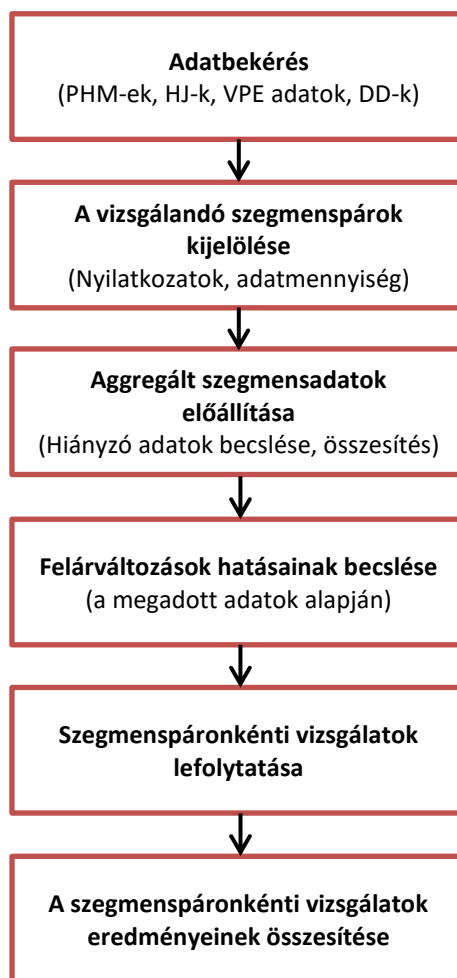 Adatbekérés
(PHM-ek, HJ-k, VPE adatok, DD-k)
A vizsgálandó szegmenspárok
kijelölése
(Nyilatkozatok, adatmennyiség)
Aggregált szegmensadatok
előállítása
(Hiányzó adatok becslése, összesítés)
Felárváltozások hatásainak becslése
(a megadott adatok alapján)
Szegmenspáronkénti vizsgálatok
lefolytatása
A szegmenspáronkénti vizsgálatok
eredményeinek összesítése